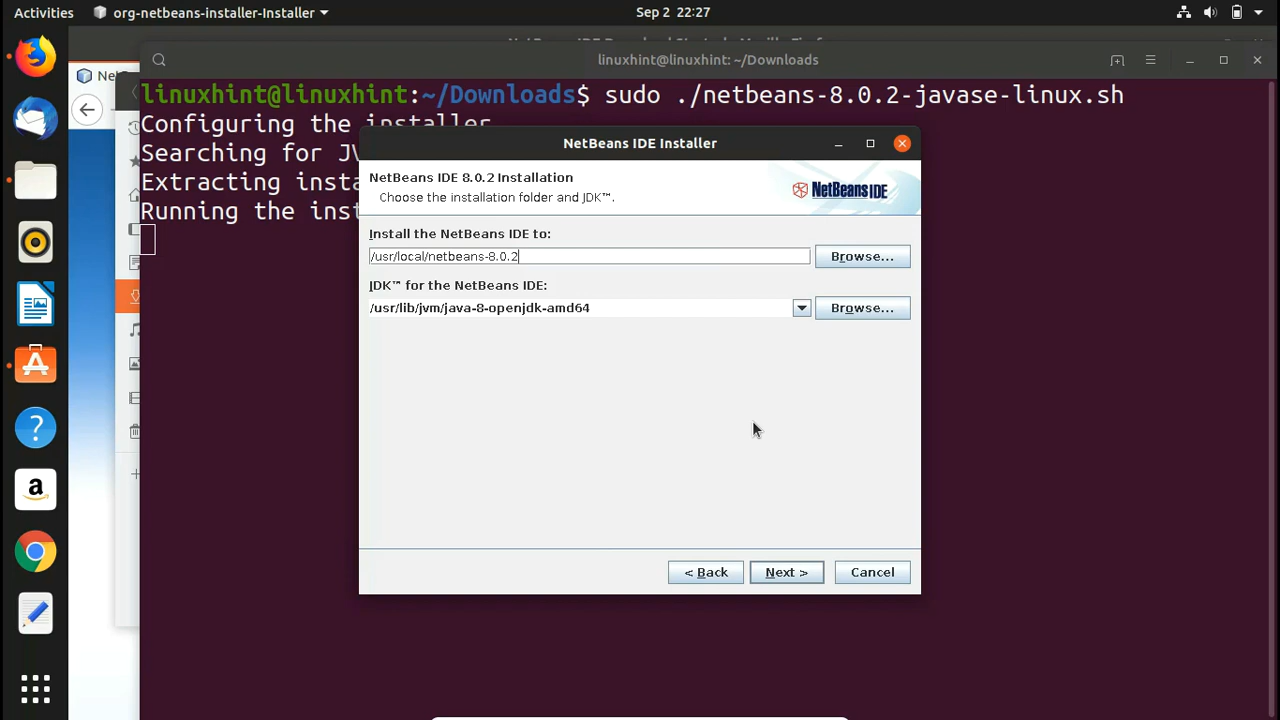 Activities
org-netbeans-installer-Installer
Sep 2 22:27
linuxhint@linuxhint: ~/Downloads
NetB
linuxhint@linuxhint:~/Downloads$ sudo ./netbeans-8.0.2-javase-linux.sh
Configuring the installer
Searching for JV
Extracting insta
Running the inst
NetBeans IDE Installer
NetBeans IDE 8.0.2 Installation
Choose the installation folder and JDK™.
NetBeans IDE
Install the NetBeans IDE to:
/usr/local/netbeans-8.0.2
Browse...
JDK™ for the NetBeans IDE:
/usr/lib/jvm/java-8-openjdk-amd64
Browse...
< Back
Next >
Cancel